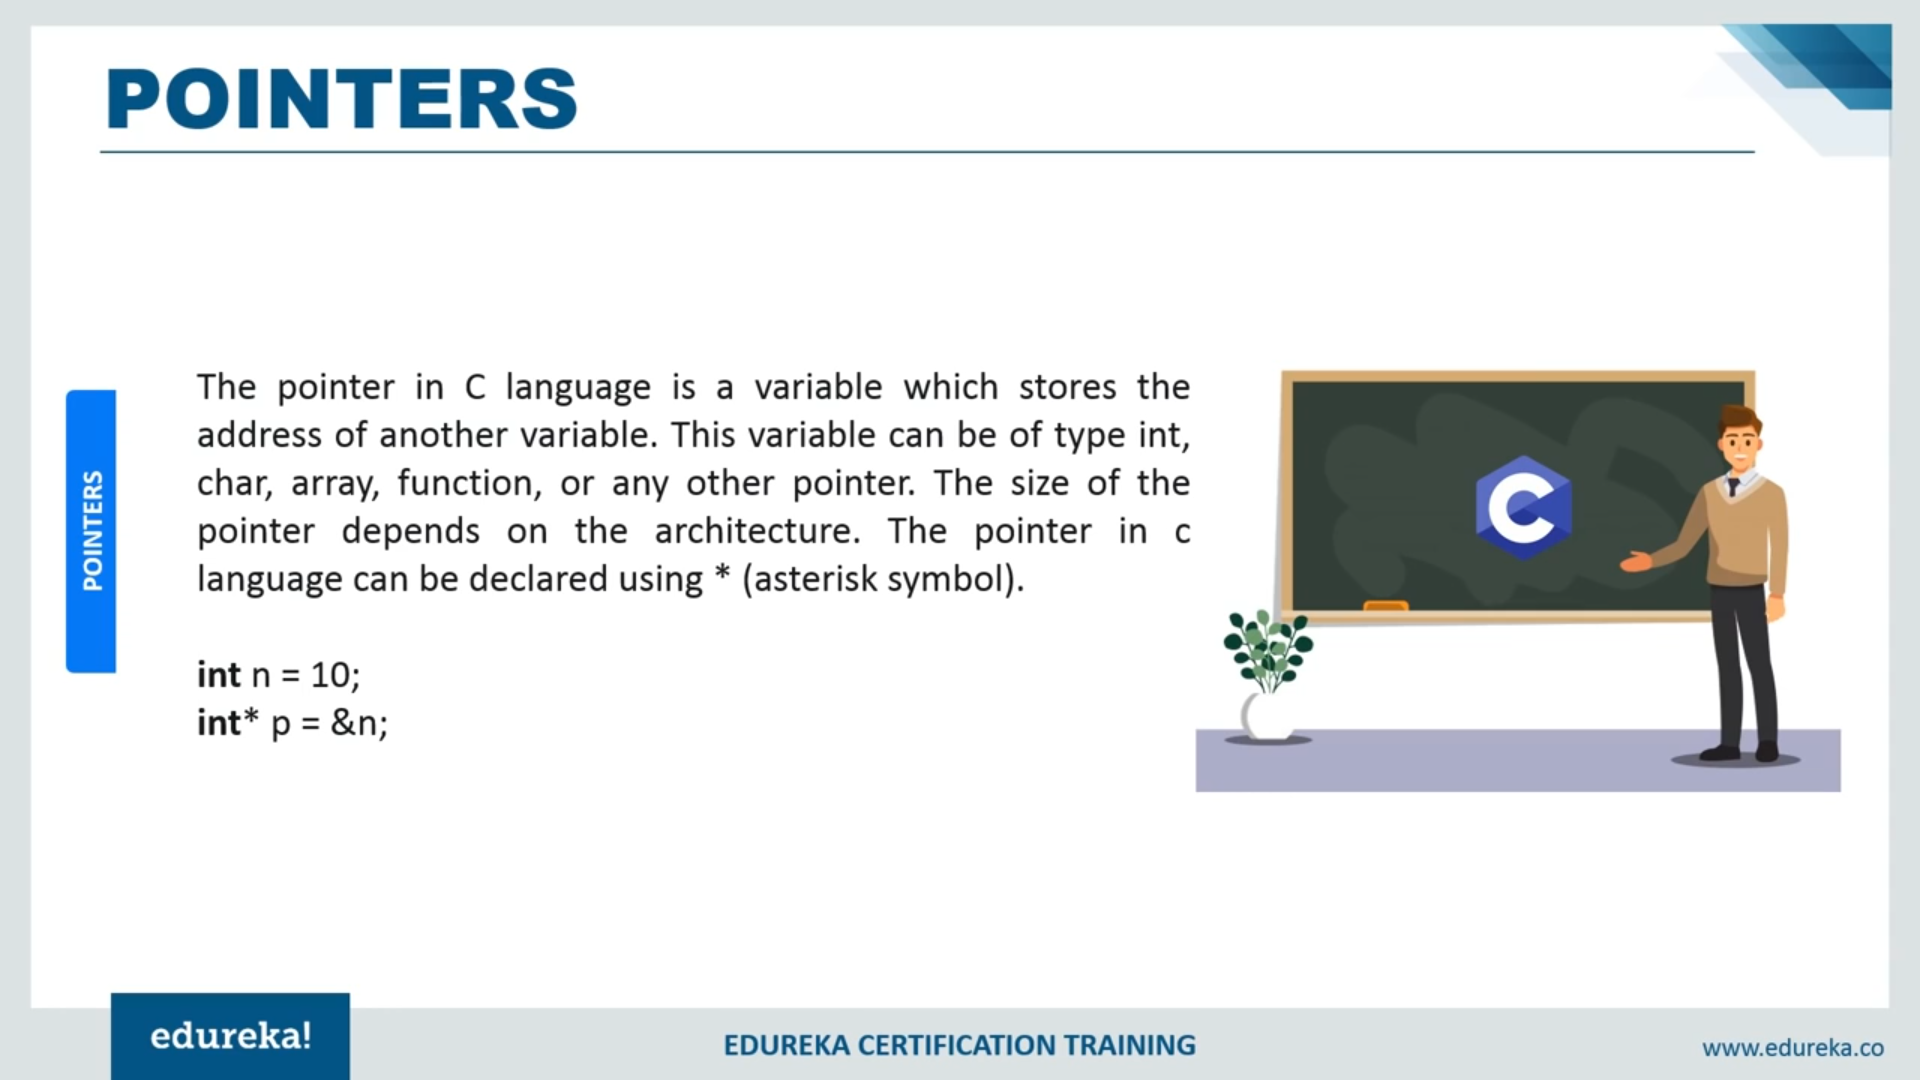 POINTERS
POINTERS
The pointer in C language is a variable which stores the
address of another variable. This variable can be of type int,
char, array, function, or any other pointer. The size of the
pointer depends on the architecture. The pointer in c
language can be declared using * (asterisk symbol).
int n = 10;
int* p = &n;
C
edureka!
EDUREKA CERTIFICATION TRAINING
www.edureka.co